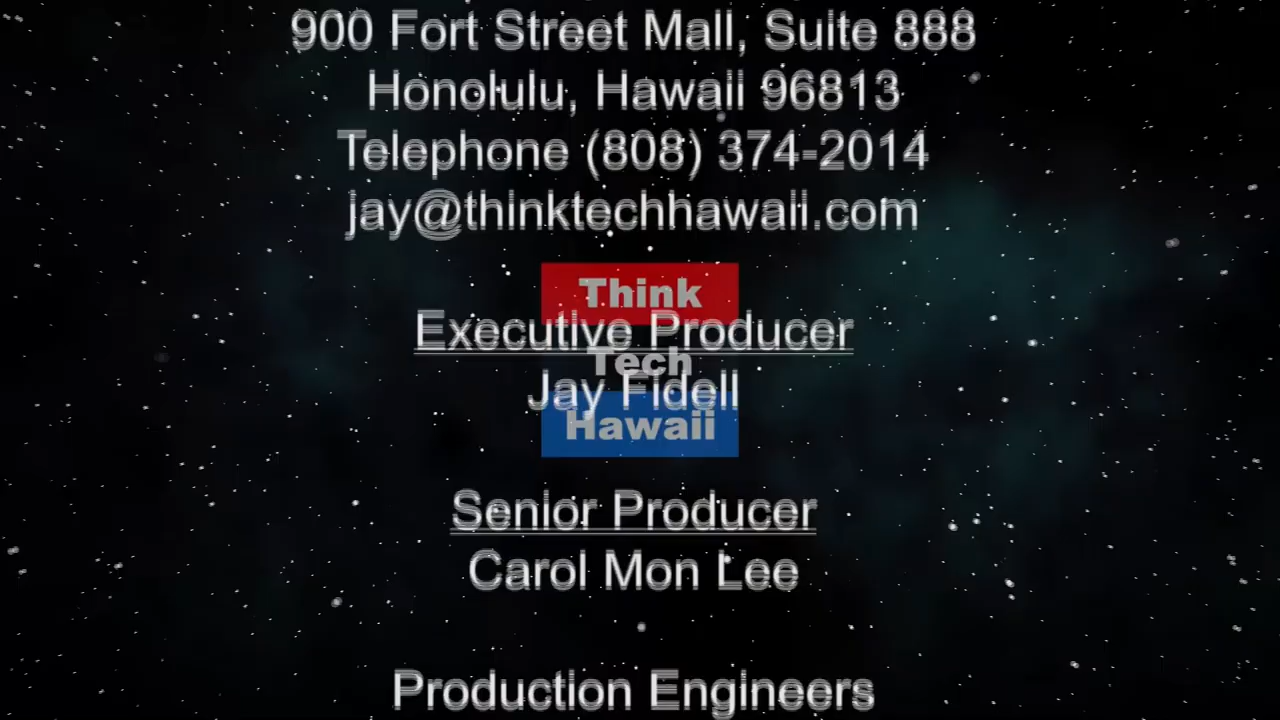 900 Fort Street Mall, Suite 888
Honolulu, Hawaii 96813
Telephone (808) 374-2014
jay@thinktechhawaii.com
Think
Executive Producer
Tech
Jay Fidell
Hawaii
Senior Producer
Carol Mon Lee
Production Engineers